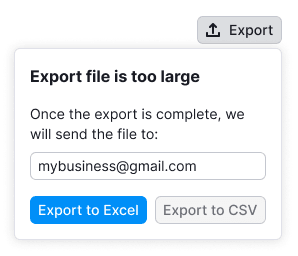 Export
Export file is too large
Once the export is complete, we
will send the file to:
mybusiness@gmail.com
Export to Excel
Export to CSV